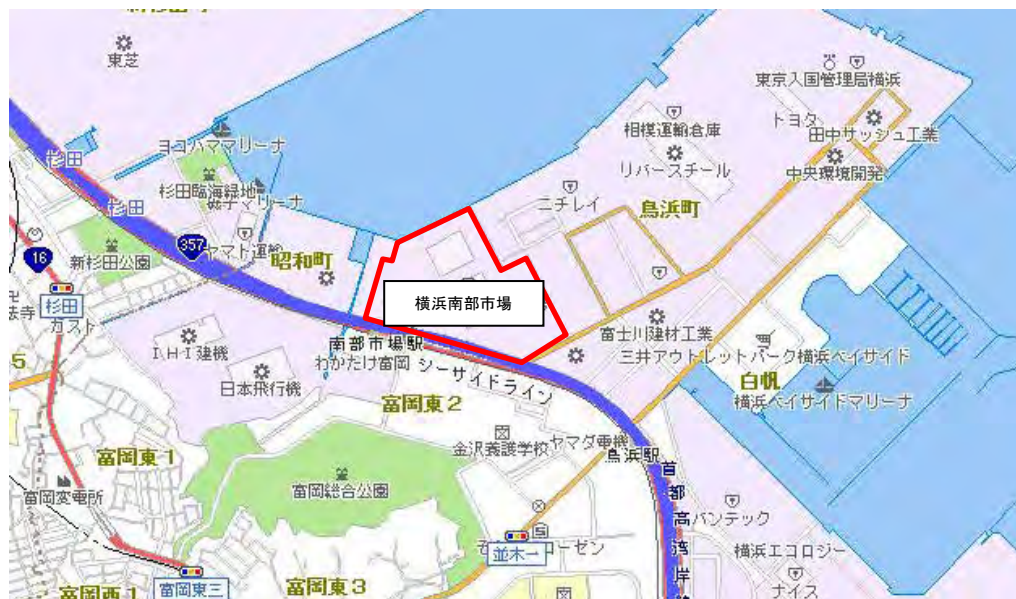 東芝
東京入国管理局横浜
トヨタ
田中サッシュ工業
相模運輸倉庫
リバースチール
中央環境開発
ヨコハママリーナ
杉田
杉田臨海緑地
磯子マリーナ
ニチレイ
鳥浜町
杉田
357
ヤマト運輸
昭和町
16
新杉田公園
杉田
ガスト
横浜南部市場
富士川建材工業
三井アウトレットパーク横浜ベイサイド
I.H.I 建機
南部市場駅
わかたけ富岡
シーサイドライン
白帆
横浜ベイサイドマリーナ
日本飛行機
富岡東2
5
金沢養護学校
ヤマダ電機
鳥浜駅
富岡東1
富岡総合公園
首都高湾岸
富岡変電所
バンテック
並木一
ローゼン
横浜エコロジー
ナイス
富岡東三
富岡西1
富岡東3